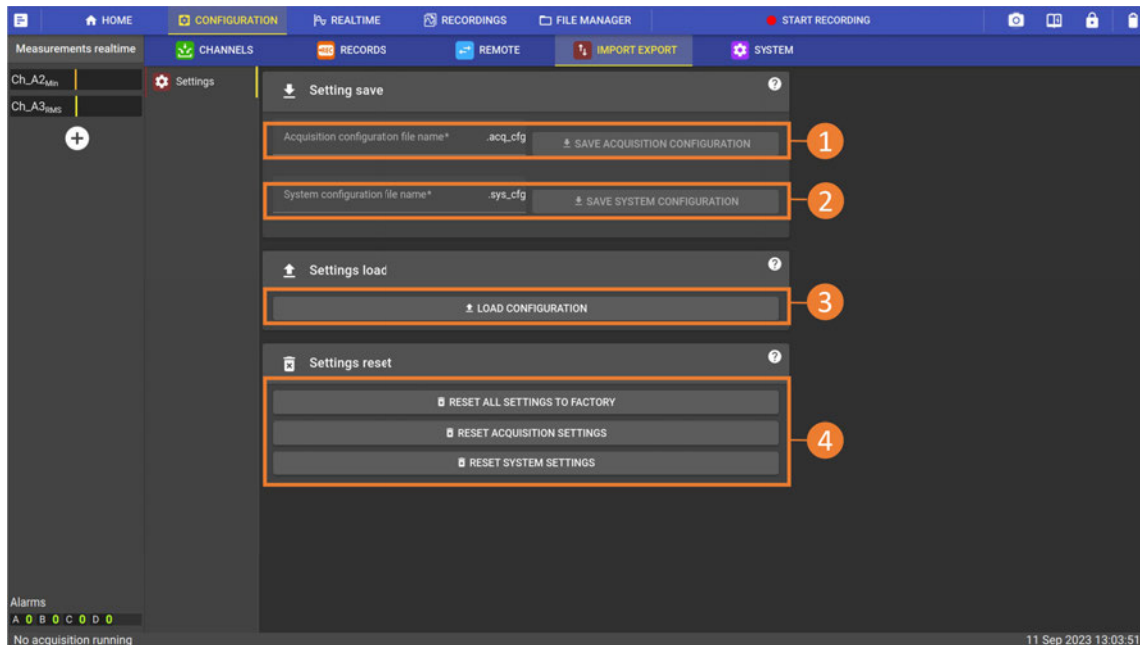 HOME CONFIGURATION REALTIME RECORDINGS FILE MANAGER START RECORDING
Measurements realtime CHANNELS RECORDS REMOTE IMPORT EXPORT SYSTEM
Ch_A2Min
Settings
Setting save
Ch_A3RMS
Acquisition configuraton file name* .acq_cfg SAVE ACQUISITION CONFIGURATION 1
System configuration file name* .sys_cfg SAVE SYSTEM CONFIGURATION 2
Settings load
LOAD CONFIGURATION 3
Settings reset
RESET ALL SETTINGS TO FACTORY
RESET ACQUISITION SETTINGS 4
RESET SYSTEM SETTINGS
Alarms
A 0 B 0 C 0 D 0
No acquisition running 11 Sep 2023 13:03:51